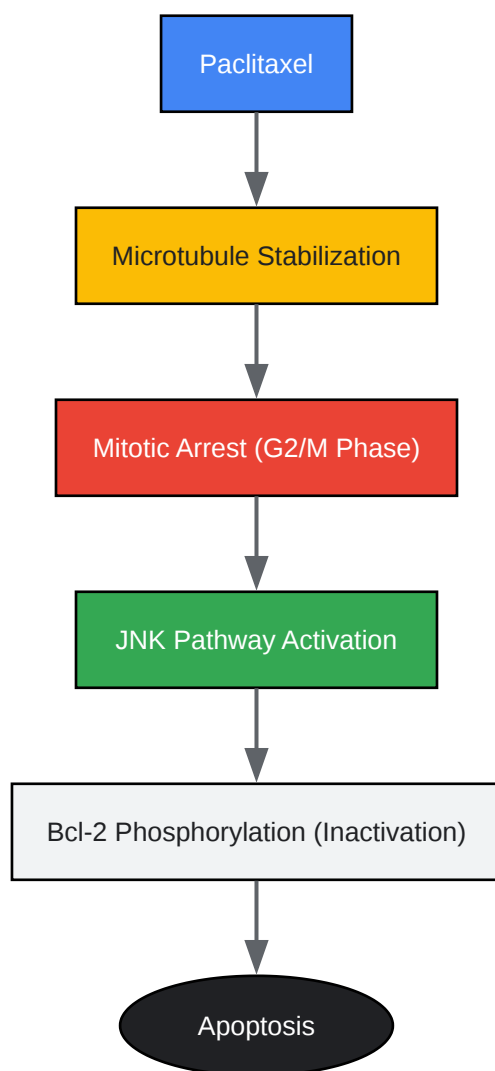 Paclitaxel
Microtubule Stabilization
Mitotic Arrest (G2/M Phase)
JNK Pathway Activation
Bcl-2 Phosphorylation (Inactivation)
Apoptosis